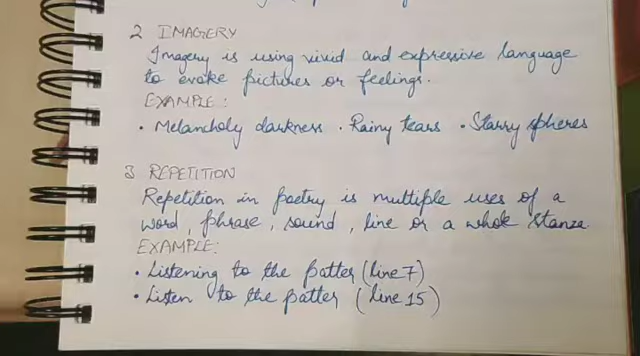 2 IMAGERY
Imagery is using vivid and expressive language
to evoke pictures or feelings.
EXAMPLE:
• Melancholy darkness • Rainy tears • Starry spheres
3 REPETITION
Repetition in poetry is multiple uses of a
word, phrase, sound, line or a whole stanza
EXAMPLE:
• Listening to the patter (line 7)
• Listen to the patter (line 15)